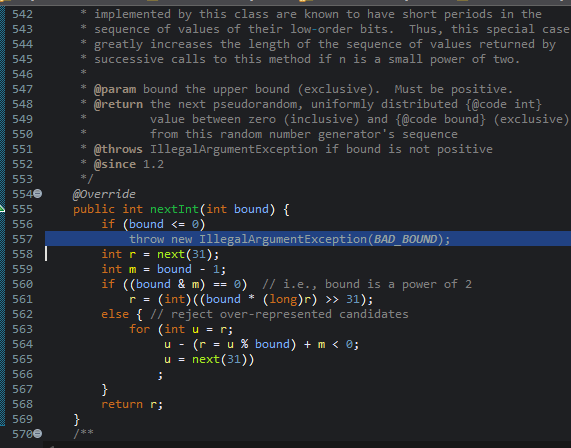 542 * implemented by this class are known to have short periods in the
543 * sequence of values of their low-order bits.  Thus, this special case
544 * greatly increases the length of the sequence of values returned by
545 * successive calls to this method if n is a small power of two.
546 *
547 * @param bound the upper bound (exclusive).  Must be positive.
548 * @return the next pseudorandom, uniformly distributed {@code int}
549 *         value between zero (inclusive) and {@code bound} (exclusive)
550 *         from this random number generator's sequence
551 * @throws IllegalArgumentException if bound is not positive
552 * @since 1.2
553 */
554 @Override
555 public int nextInt(int bound) {
556 if (bound <= 0)
557 throw new IllegalArgumentException(BAD_BOUND);
558 int r = next(31);
559 int m = bound - 1;
560 if ((bound & m) == 0)  // i.e., bound is a power of 2
561 r = (int)((bound * (long)r) >> 31);
562 else { // reject over-represented candidates
563 for (int u = r;
564 u - (r = u % bound) + m < 0;
565 u = next(31))
566 ;
567 }
568 return r;
569 }
570 /**